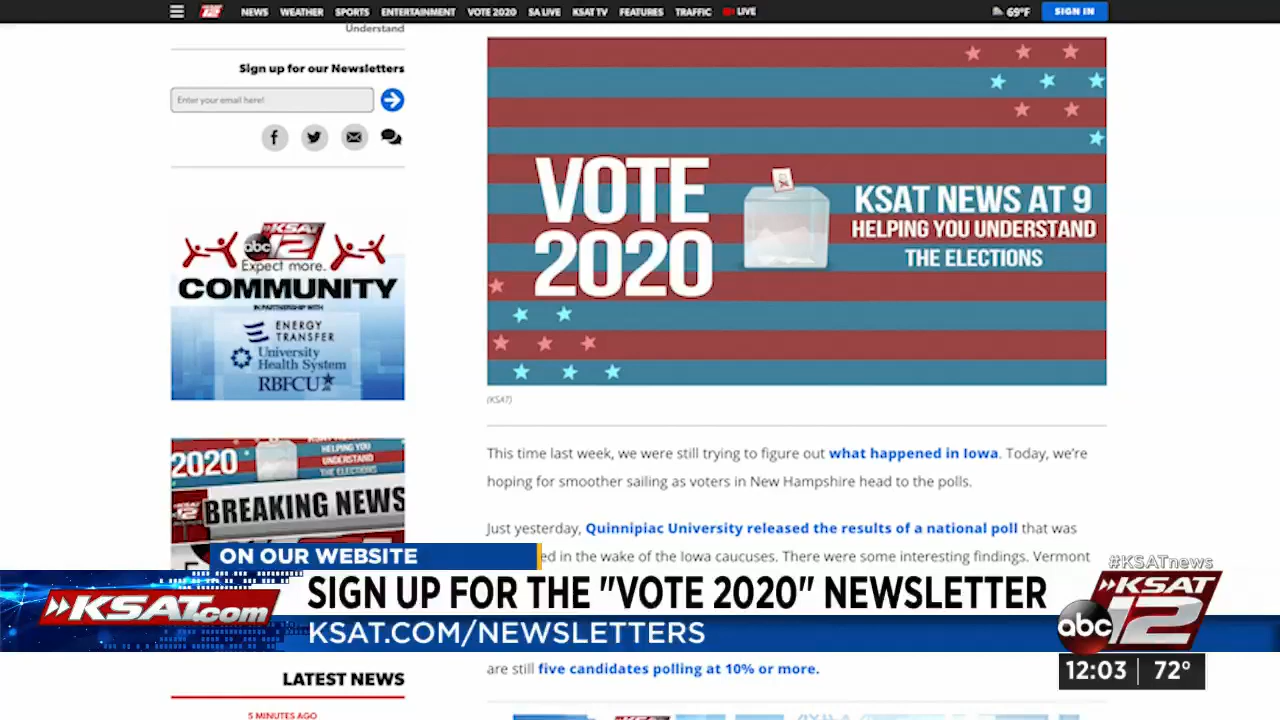 NEWS WEATHER SPORTS ENTERTAINMENT VOTE 2020 SA LIVE KSAT TV FEATURES TRAFFIC LIVE 69°F SIGN IN
Understand
Sign up for our Newsletters
Enter your email here!
KSAT
abc 12
Expect more.
COMMUNITY
IN PARTNERSHIP WITH
ENERGY
TRANSFER
University
Health System
RBFCU
2020
HELPING YOU
UNDERSTAND
THE ELECTIONS
BREAKING NEWS
VOTE
2020
KSAT NEWS AT 9
HELPING YOU UNDERSTAND
THE ELECTIONS
(KSAT)
This time last week, we were still trying to figure out what happened in Iowa. Today, we're
hoping for smoother sailing as voters in New Hampshire head to the polls.
Just yesterday, Quinnipiac University released the results of a national poll that was
ed in the wake of the Iowa caucuses. There were some interesting findings. Vermont
ON OUR WEBSITE
KSAT.com
SIGN UP FOR THE "VOTE 2020" NEWSLETTER
KSAT.COM/NEWSLETTERS
#KSATnews
KSAT
abc 12
12:03 72°
are still five candidates polling at 10% or more.
LATEST NEWS
5 MINUTES AGO